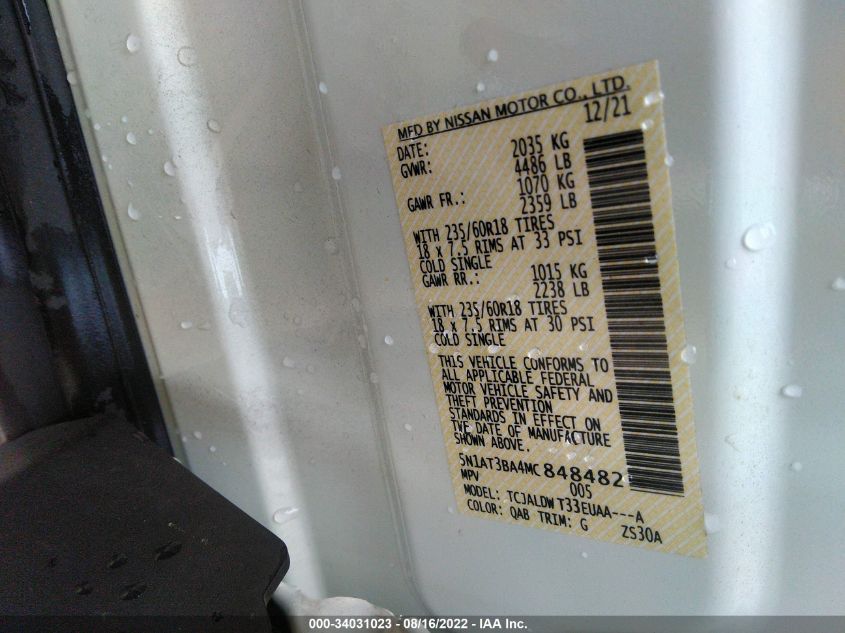 MFD BY NISSAN MOTOR CO., LTD.
DATE: 12/21
GVWR: 2035 KG
4486 LB
GAWR FR.: 1070 KG
2359 LB
WITH 235/60R18 TIRES
18 x 7.5 RIMS AT 33 PSI
COLD SINGLE
GAWR RR.: 1015 KG
2238 LB
WITH 235/60R18 TIRES
18 x 7.5 RIMS AT 30 PSI
COLD SINGLE
THIS VEHICLE CONFORMS TO
ALL APPLICABLE FEDERAL
MOTOR VEHICLE SAFETY AND
THEFT PREVENTION
STANDARDS IN EFFECT ON
THE DATE OF MANUFACTURE
SHOWN ABOVE.
5N1AT3BA4MC848482
MPV 005
MODEL: TCJALDW T33EUAA---A
COLOR: QAB TRIM: G ZS30A
000-34031023 - 08/16/2022 - IAA Inc.